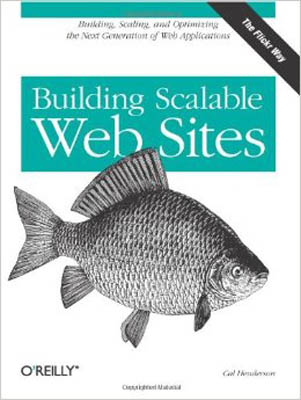 Building, Scaling, and Optimizing
the Next Generation of Web Applications
The Flickr Way
Building Scalable
Web Sites
O'REILLY®
Cal Henderson